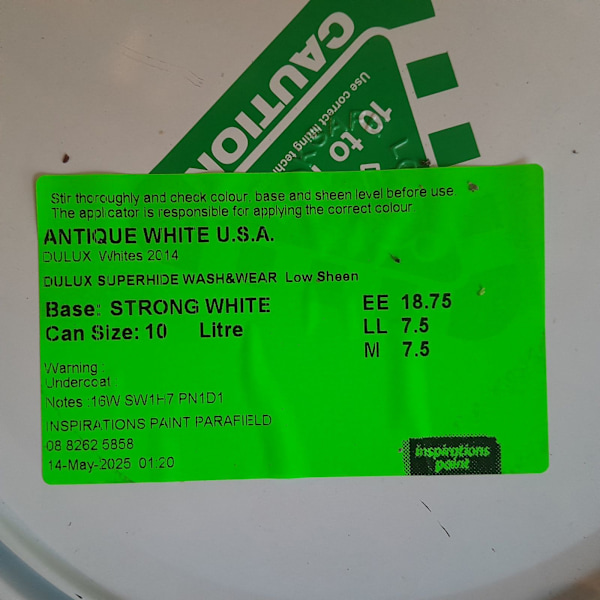 CAUTION
Use correct lifting techn
10 to
Stir thoroughly and check colour, base and sheen level before use.
The applicator is responsible for applying the correct colour
ANTIQUE WHITE U.S.A.
DULUX Whites 2014
DULUX SUPERHIDE WASH&WEAR Low Sheen
Base: STRONG WHITE
EE 18.75
Can Size: 10 Litre
LL 7.5
M 7.5
Warning :
Undercoat :
Notes :16W SW1H7 PN1D1
INSPIRATIONS PAINT PARAFIELD
08 8262 5858
14-May-2025 01:20
inspirations
paint